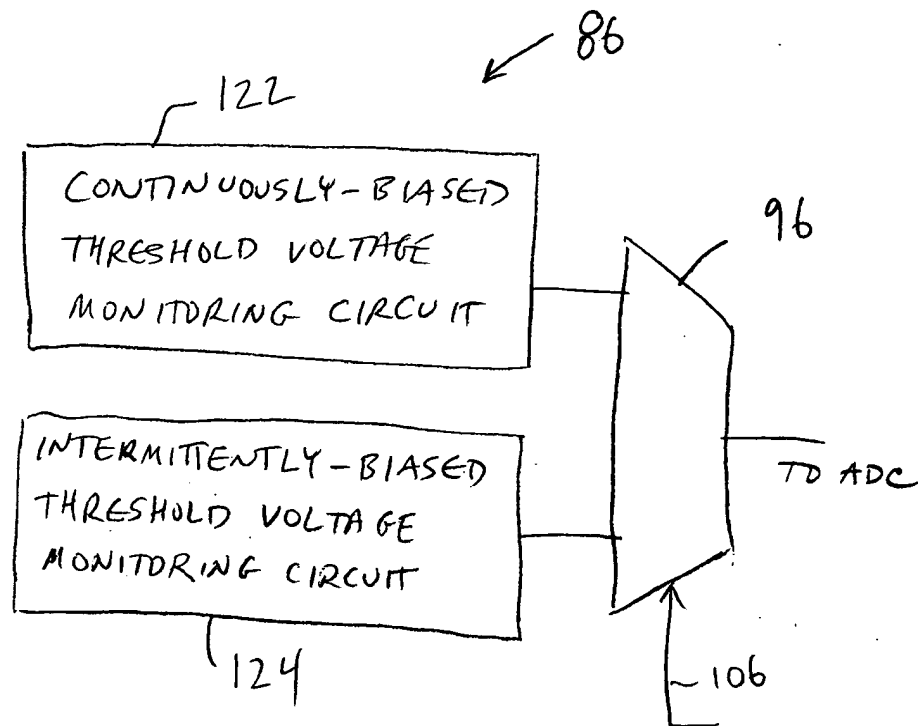 86
122
CONTINUOUSLY-BIASED
THRESHOLD VOLTAGE
MONITORING CIRCUIT
96
INTERMITTENTLY-BIASED
THRESHOLD VOLTAGE
MONITORING CIRCUIT
TO ADC
124
106